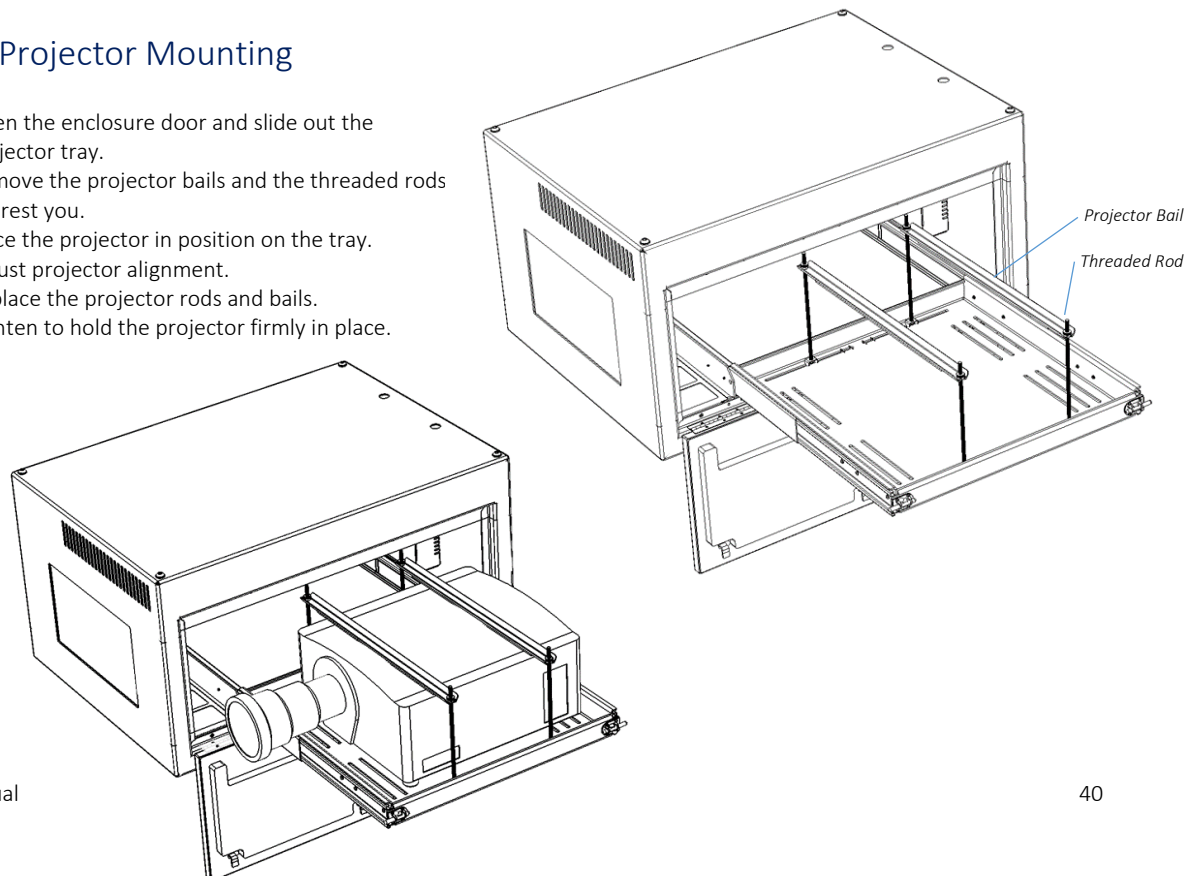 Projector Mounting
en the enclosure door and slide out the
jector tray.
move the projector bails and the threaded rods
rest you.
ce the projector in position on the tray.
ust projector alignment.
place the projector rods and bails.
hten to hold the projector firmly in place.
Projector Bail
Threaded Rod
ual
40